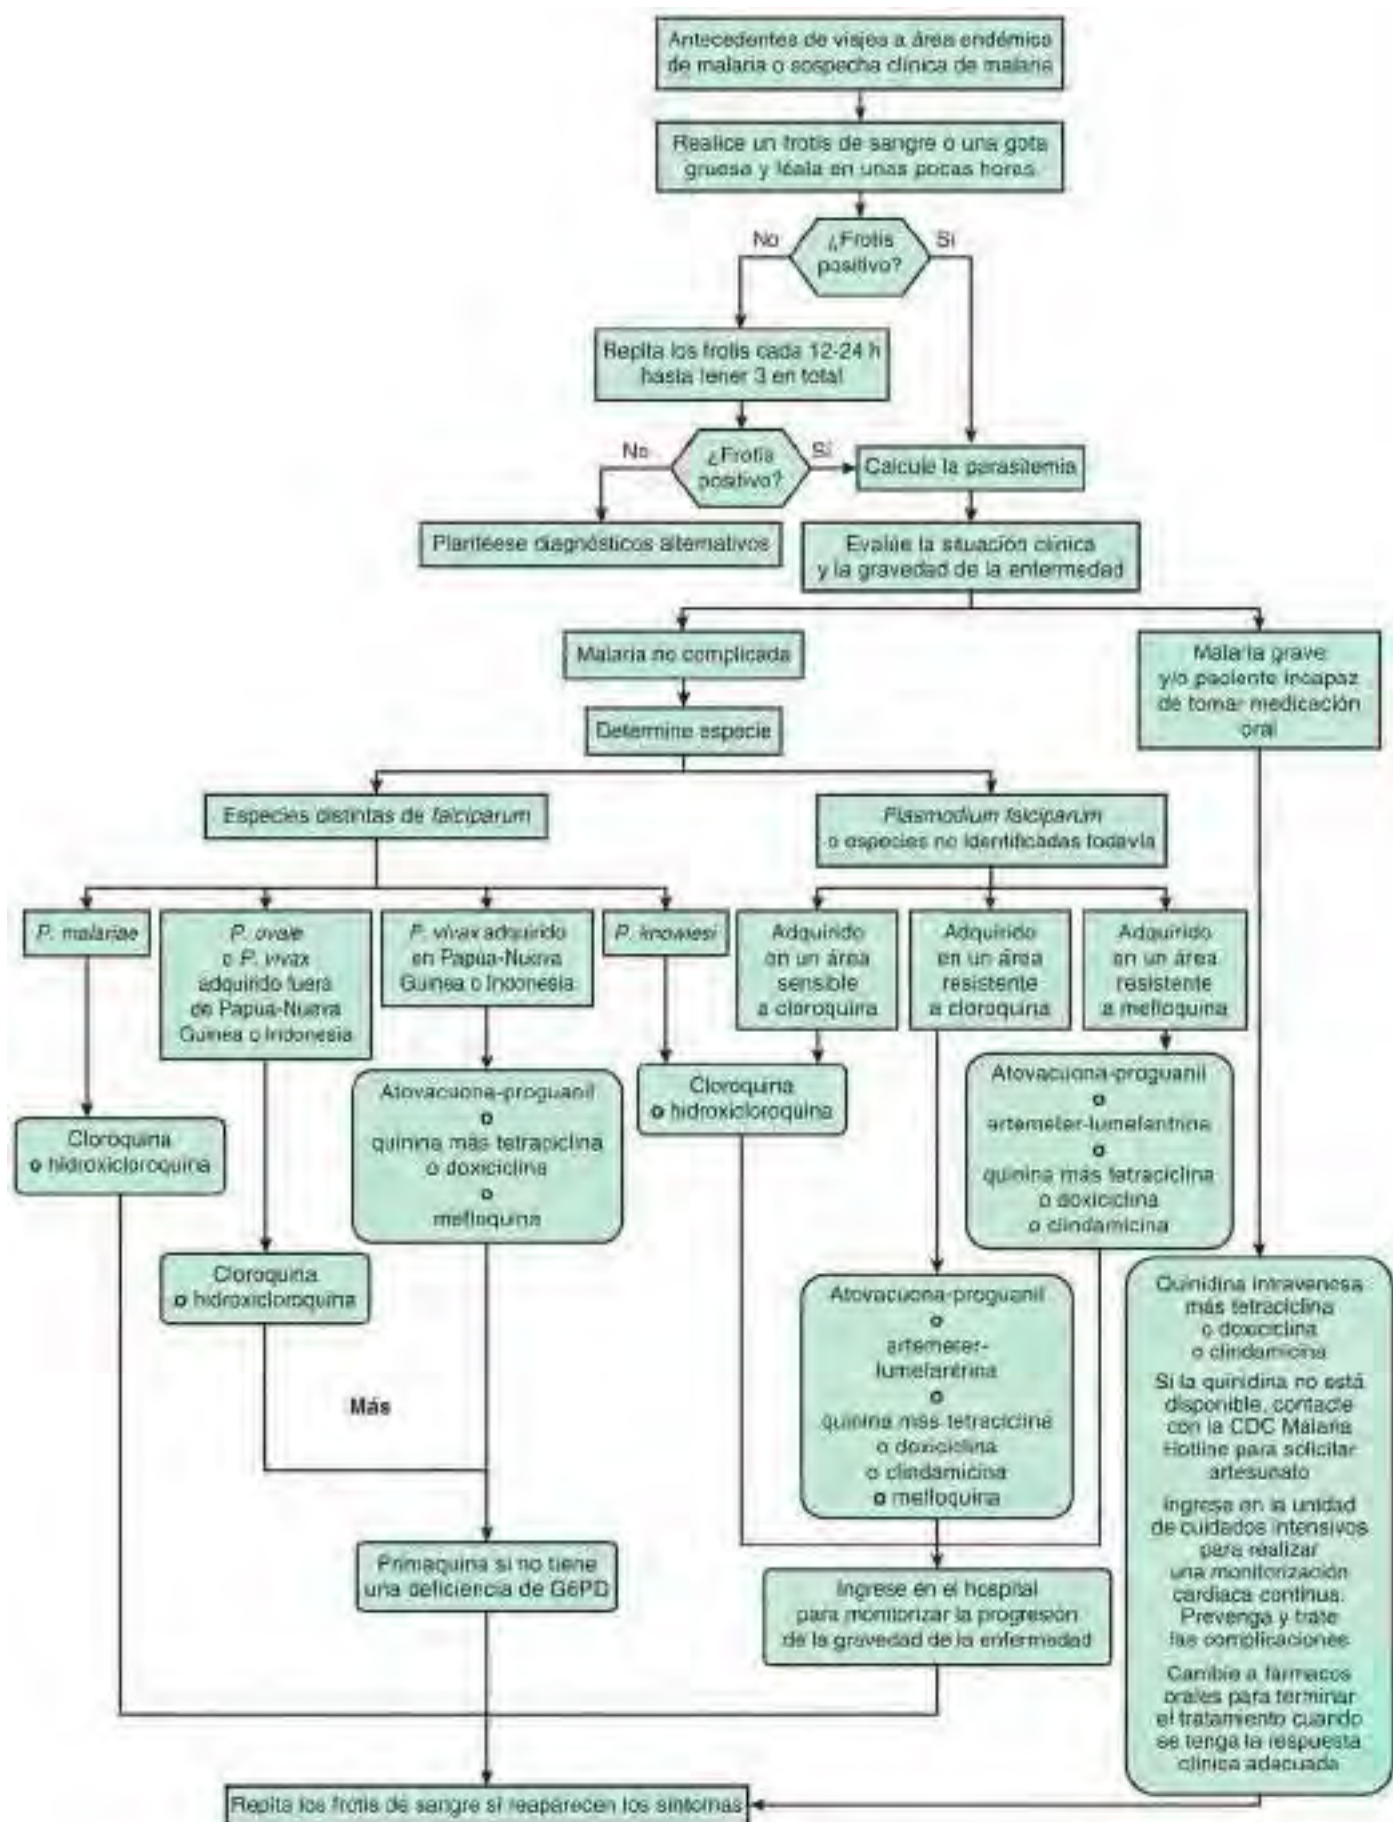 Antecedentes de viajes a área endémica
de malaria o sospecha clínica de malaria
Realice un frotis de sangre o una gota
gruesa y léala en unas pocas horas
¿Frotis
positivo?
No
Sí
Repita los frotis cada 12-24 h
hasta tener 3 en total
¿Frotis
positivo?
No
Sí
Calcule la parasitemia
Plantéese diagnósticos alternativos
Evalúe la situación clínica
y la gravedad de la enfermedad
Malaria no complicada
Malaria grave
y/o paciente incapaz
de tomar medicación
oral
Determine especie
Especies distintas de falciparum
Plasmodium falciparum
o especies no identificadas todavía
P. malariae
P. ovale
o P. vivax
adquirido fuera
de Papúa-Nueva
Guinea o Indonesia
P. vivax adquirido
en Papúa-Nueva
Guinea o Indonesia
P. knowlesi
Adquirido
en un área
sensible
a cloroquina
Adquirido
en un área
resistente
a cloroquina
Adquirido
en un área
resistente
a mefloquina
Cloroquina
o hidroxicloroquina
Cloroquina
o hidroxicloroquina
Atovacuona-proguanil
o
quinina más tetraciclina
o doxiciclina
o
mefloquina
Cloroquina
o hidroxicloroquina
Atovacuona-proguanil
o
artemeter-
lumefantrina
o
quinina más tetraciclina
o doxiciclina
o clindamicina
o mefloquina
Atovacuona-proguanil
o
artemeter-lumefantrina
o
quinina más tetraciclina
o doxiciclina
o clindamicina
Quinidina intravenosa
más tetraciclina
o doxiciclina
o clindamicina
Si la quinidina no está
disponible, contacte
con la CDC Malaria
Hotline para solicitar
artesunato
Ingrese en la unidad
de cuidados intensivos
para realizar
una monitorización
cardiaca continua.
Prevenga y trate
las complicaciones
Cambie a fármacos
orales para terminar
el tratamiento cuando
se tenga la respuesta
clínica adecuada
Más
Primaquina si no tiene
una deficiencia de G6PD
Ingrese en el hospital
para monitorizar la progresión
de la gravedad de la enfermedad
Repita los frotis de sangre si reaparecen los síntomas